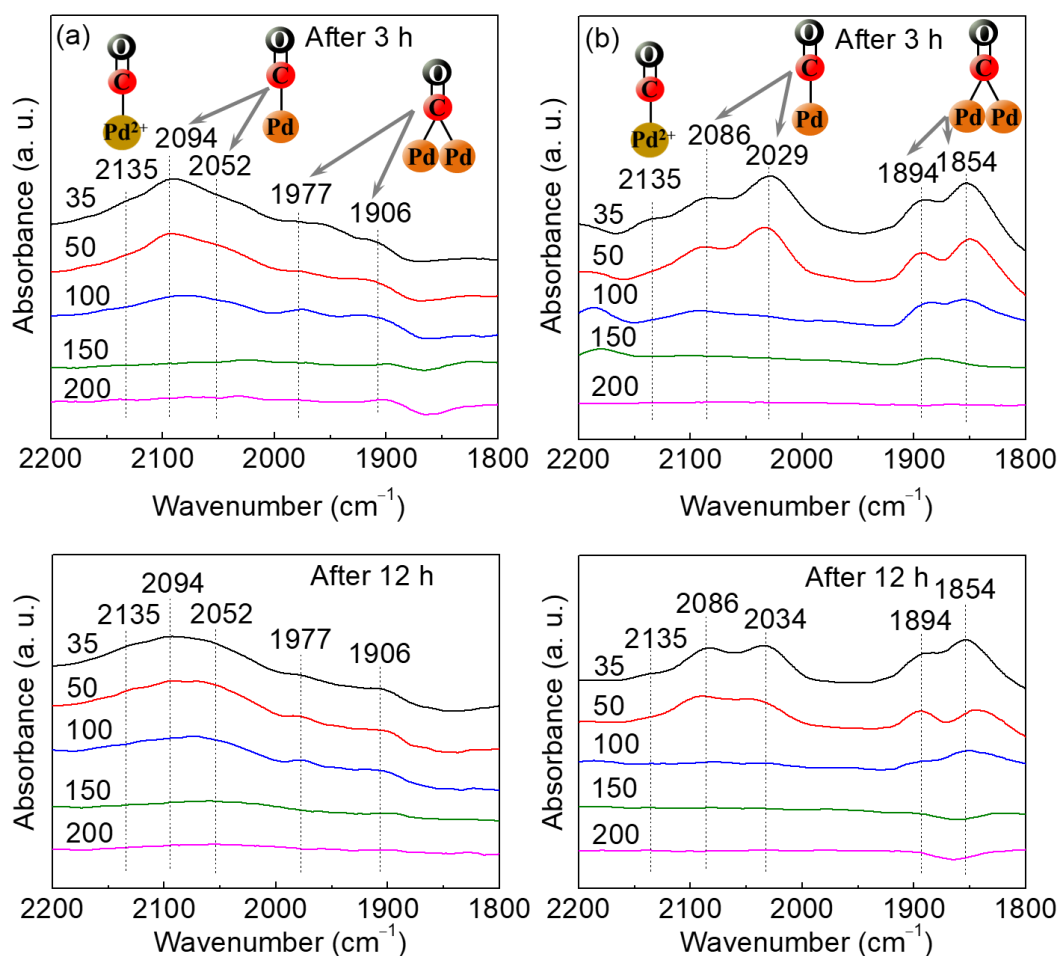 (a)
After 3 h
O
C
Pd²⁺
O
C
Pd
O
C
Pd Pd
2094
2135
2052
1977
1906
35
50
100
150
200
Absorbance (a. u.)
2200 2100 2000 1900 1800
Wavenumber (cm⁻¹)
(b)
After 3 h
O
C
Pd²⁺
O
C
Pd
O
C
Pd Pd
2086
2135
2029
1894
1854
35
50
100
150
200
Absorbance (a. u.)
2200 2100 2000 1900 1800
Wavenumber (cm⁻¹)
After 12 h
2094
2135
2052
1977
1906
35
50
100
150
200
Absorbance (a. u.)
2200 2100 2000 1900 1800
Wavenumber (cm⁻¹)
After 12 h
1854
2086
2034
2135
1894
35
50
100
150
200
Absorbance (a. u.)
2200 2100 2000 1900 1800
Wavenumber (cm⁻¹)